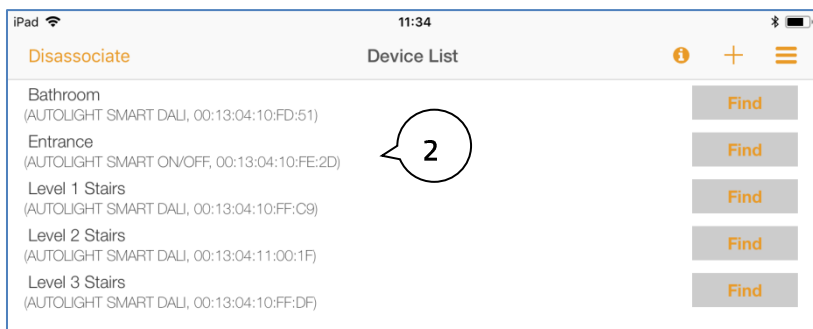 iPad 11:34
Disassociate Device List
Bathroom
(AUTOLIGHT SMART DALI, 00:13:04:10:FD:51) Find
Entrance
(AUTOLIGHT SMART ON/OFF, 00:13:04:10:FE:2D) 2 Find
Level 1 Stairs
(AUTOLIGHT SMART DALI, 00:13:04:10:FF:C9) Find
Level 2 Stairs
(AUTOLIGHT SMART DALI, 00:13:04:11:00:1F) Find
Level 3 Stairs
(AUTOLIGHT SMART DALI, 00:13:04:10:FF:DF) Find